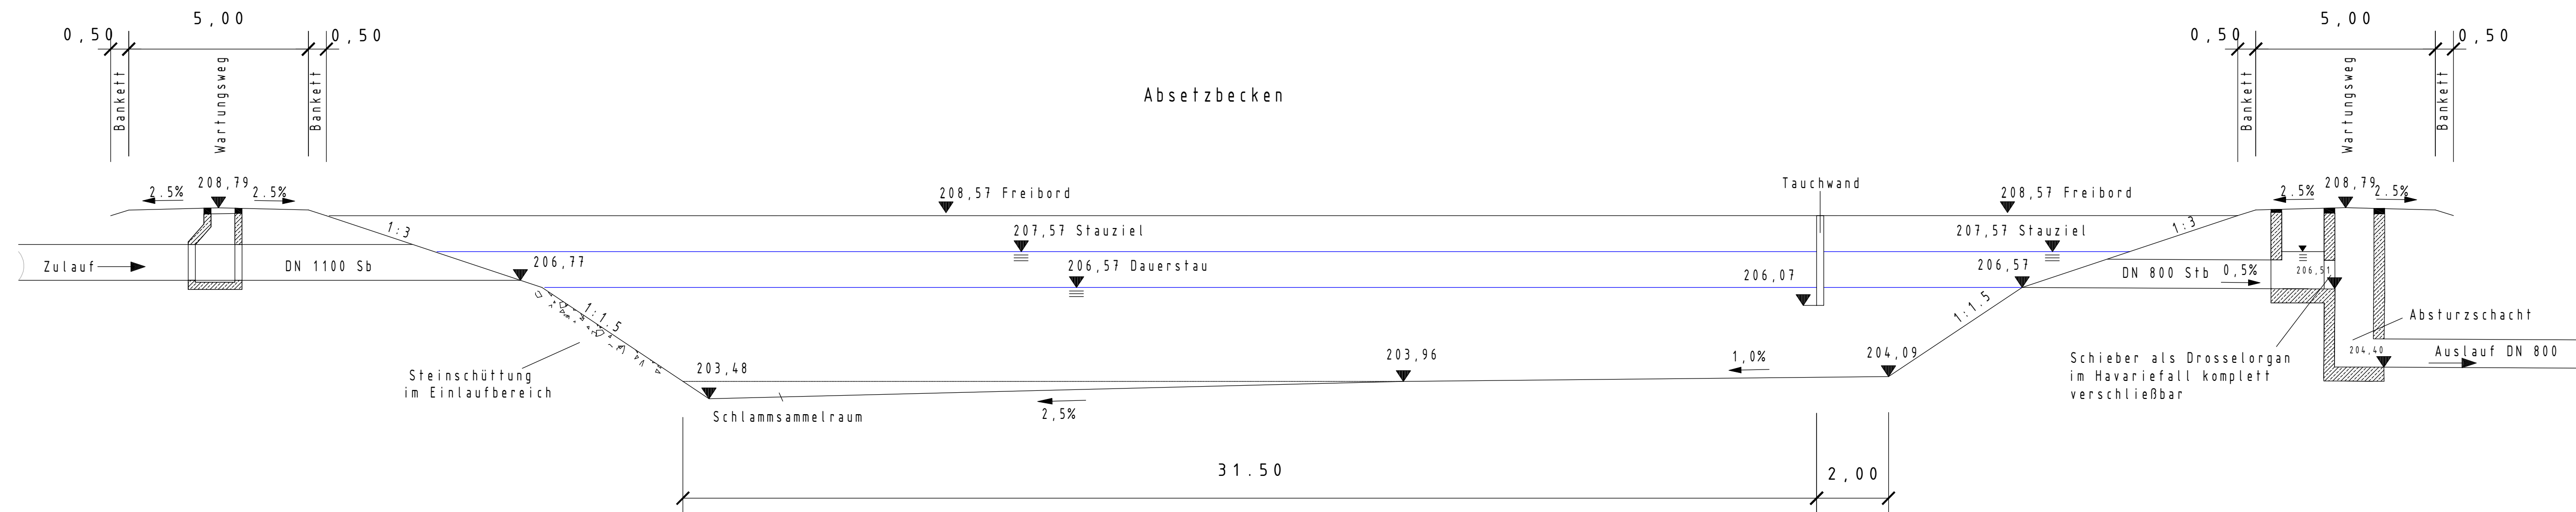 5,00
0,50
0,50
Bankett
Wartungsweg
Bankett
Absetzbecken
5,00
0,50
0,50
Bankett
Wartungsweg
Bankett
2.5%
208,79
2.5%
1:3
Zulauf
DN 1100 Sb
206,77
1:1.5
Steinschüttung
im Einlaufbereich
208,57 Freibord
207,57 Stauziel
206,57 Dauerstau
203,48
Schlammsammelraum
2,5%
203,96
1,0%
204,09
Tauchwand
206,07
208,57 Freibord
207,57 Stauziel
206,57
1:1.5
1:3
2.5%
208,79
2.5%
DN 800 Stb
0,5%
206,51
Absturzschacht
204,40
Auslauf DN 800
Schieber als Drosselorgan
im Havariefall komplett
verschließbar
31.50
2,00